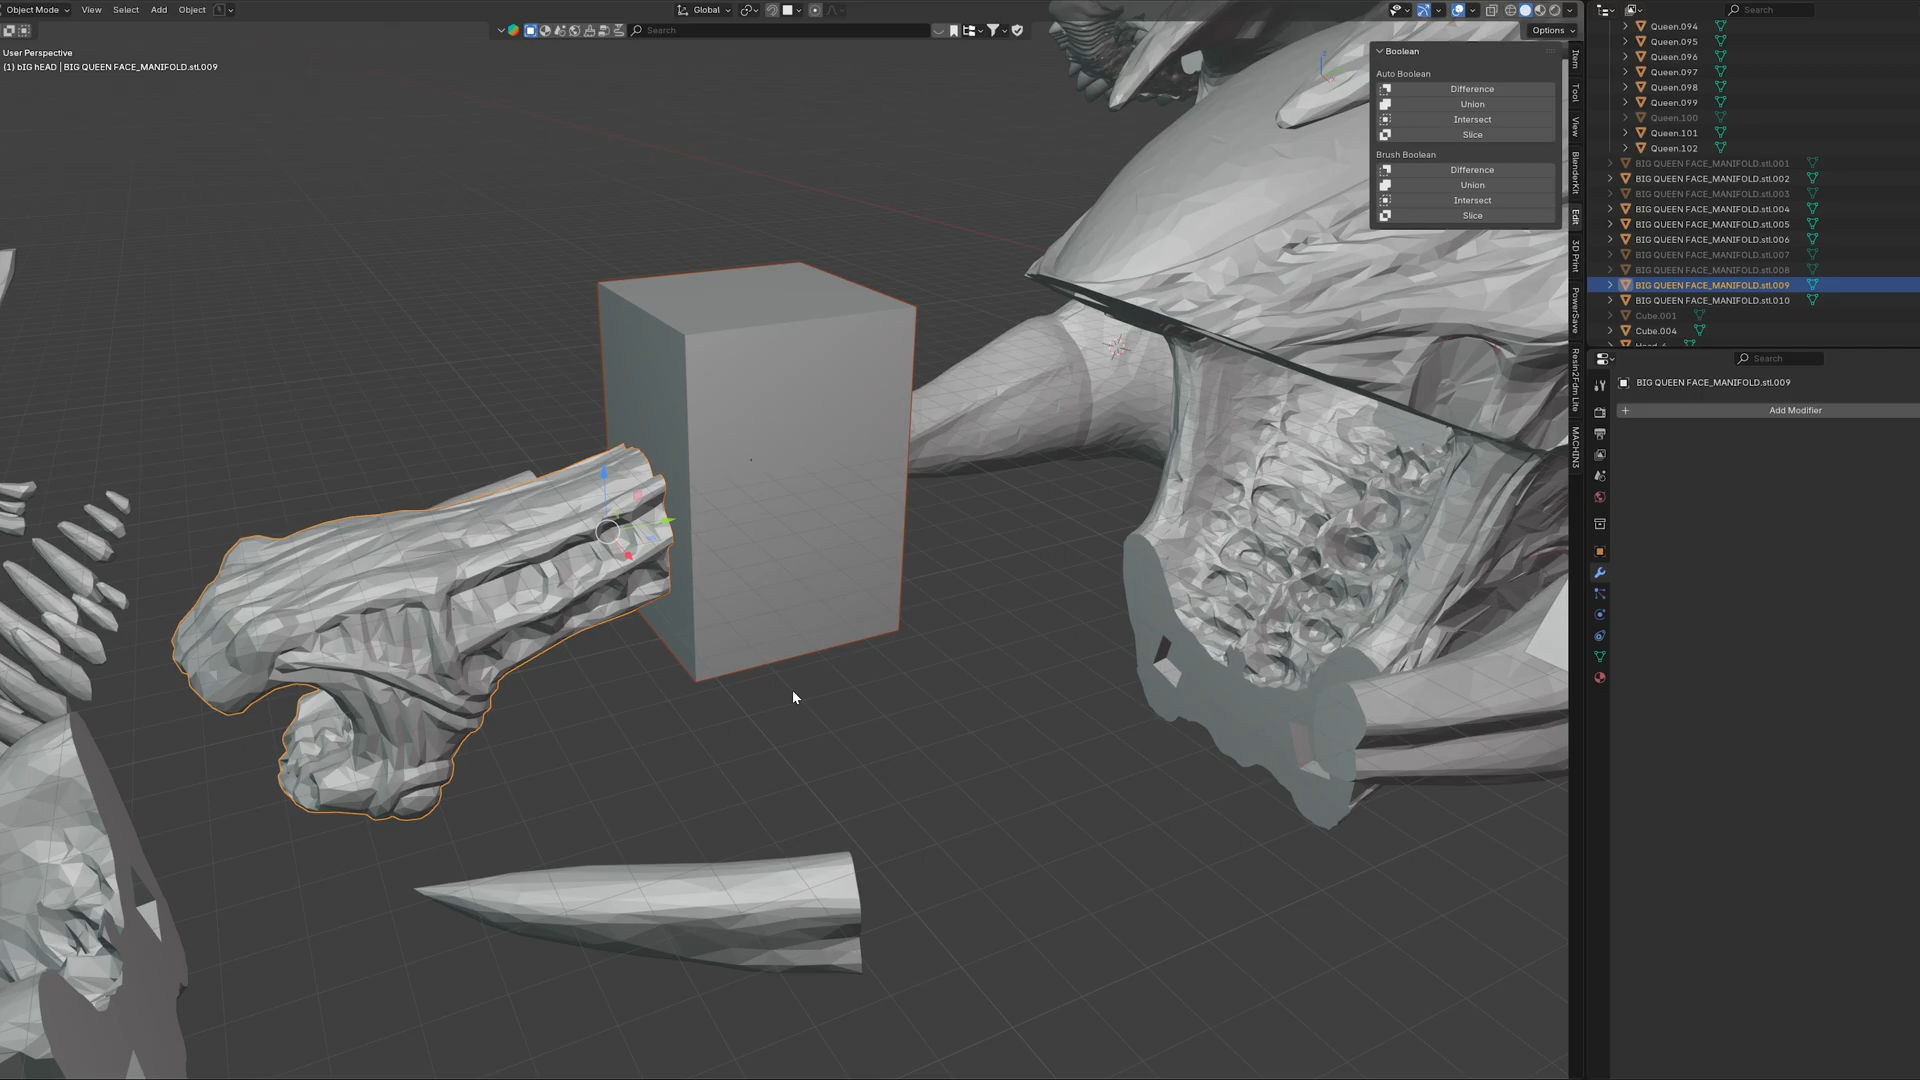 Object Mode View Select Add Object Global
Search
Options
User Perspective
(1) bIG hEAD | BIG QUEEN FACE_MANIFOLD.stl.009
Boolean
Auto Boolean
Difference
Union
Intersect
Slice
Brush Boolean
Difference
Union
Intersect
Slice
Item
Tool
View
BlenderKit
Edit
3D Print
PowerSave
Resin2Fdm Lite
MACHIN3
Search
Queen.094
Queen.095
Queen.096
Queen.097
Queen.098
Queen.099
Queen.100
Queen.101
Queen.102
BIG QUEEN FACE_MANIFOLD.stl.001
BIG QUEEN FACE_MANIFOLD.stl.002
BIG QUEEN FACE_MANIFOLD.stl.003
BIG QUEEN FACE_MANIFOLD.stl.004
BIG QUEEN FACE_MANIFOLD.stl.005
BIG QUEEN FACE_MANIFOLD.stl.006
BIG QUEEN FACE_MANIFOLD.stl.007
BIG QUEEN FACE_MANIFOLD.stl.008
BIG QUEEN FACE_MANIFOLD.stl.009
BIG QUEEN FACE_MANIFOLD.stl.010
Cube.001
Cube.004
Search
BIG QUEEN FACE_MANIFOLD.stl.009
Add Modifier